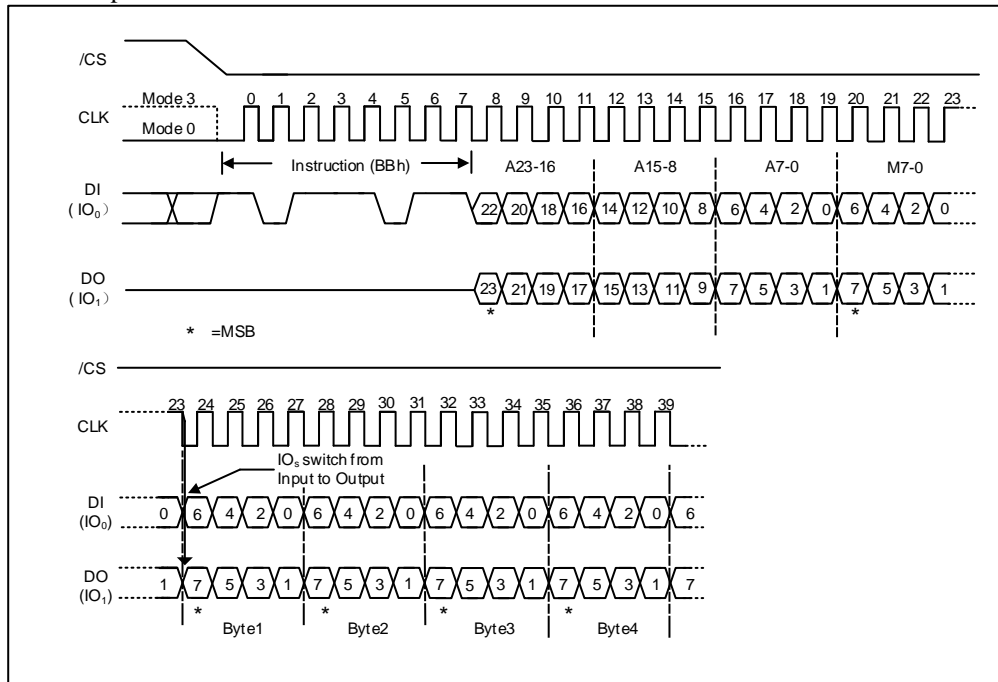 /CS
Mode 3
0 1 2 3 4 5 6 7 8 9 10 11 12 13 14 15 16 17 18 19 20 21 22 23
CLK
Mode 0
Instruction (BBh) A23-16 A15-8 A7-0 M7-0
DI
( IO0)
22 20 18 16 14 12 10 8 6 4 2 0 6 4 2 0
DO
( IO1)
23 21 19 17 15 13 11 9 7 5 3 1 7 5 3 1
* *
* =MSB
/CS
23 24 25 26 27 28 29 30 31 32 33 34 35 36 37 38 39
CLK
IOs switch from
Input to Output
DI
(IO0)
0 6 4 2 0 6 4 2 0 6 4 2 0 6 4 2 0 6
DO
(IO1)
1 7 5 3 1 7 5 3 1 7 5 3 1 7 5 3 1 7
* * * *
Byte1 Byte2 Byte3 Byte4